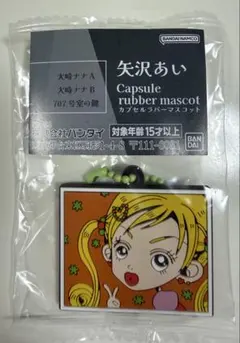 BANDAI NAMCO
矢沢あい
Capsule
rubber mascot
カプセルラバーマスコット
大崎ナナA
大崎ナナB
707号室の鍵
株式会社バンダイ
対象年齢15才以上
BANDAI